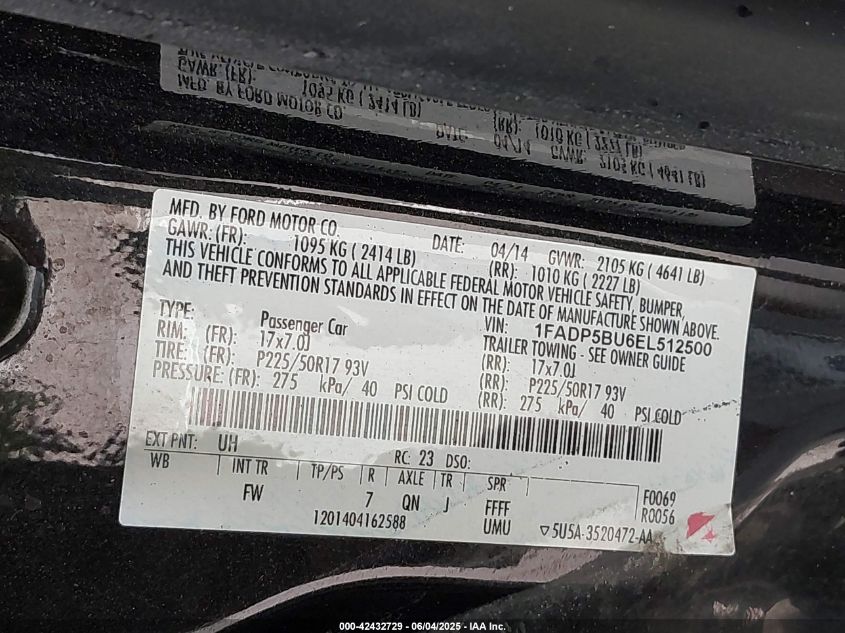 MFD. BY FORD MOTOR CO.
DATE: 04/14 GVWR: 2105 KG ( 4641 LB)
GAWR: (FR): 1095 KG ( 2414 LB) (RR): 1010 KG ( 2227 LB)
THIS VEHICLE CONFORMS TO ALL APPLICABLE FEDERAL MOTOR VEHICLE SAFETY, BUMPER,
AND THEFT PREVENTION STANDARDS IN EFFECT ON THE DATE OF MANUFACTURE SHOWN ABOVE.
VIN: 1FADP5BU6EL512500
TYPE: Passenger Car TRAILER TOWING - SEE OWNER GUIDE
RIM: (FR): 17x7.0J (RR): 17x7.0J
TIRE: (FR): P225/50R17 93V (RR): P225/50R17 93V
PRESSURE: (FR): 275 kPa/ 40 PSI COLD (RR): 275 kPa/ 40 PSI COLD
EXT PNT: UH RC: 23 DSO:
WB INT TR TP/PS R AXLE TR SPR
FW 7 QN J FFFF F0069
UMU R0056
1201404162588 ▽5U5A-3520472-AA
000-42432729 - 06/04/2025 - IAA Inc.